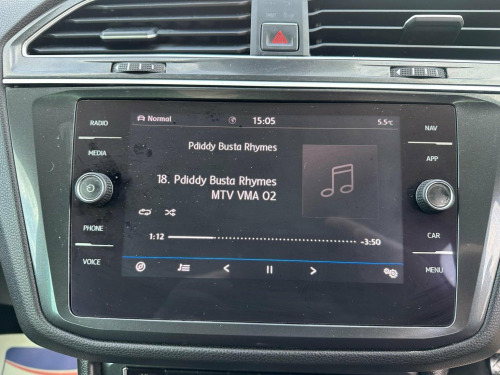 RADIO
MEDIA
PHONE
VOICE
Normal
15:05
5.5°C
Pdiddy Busta Rhymes
18. Pdiddy Busta Rhymes
MTV VMA 02
1:12
-3:50
NAV
APP
CAR
MENU